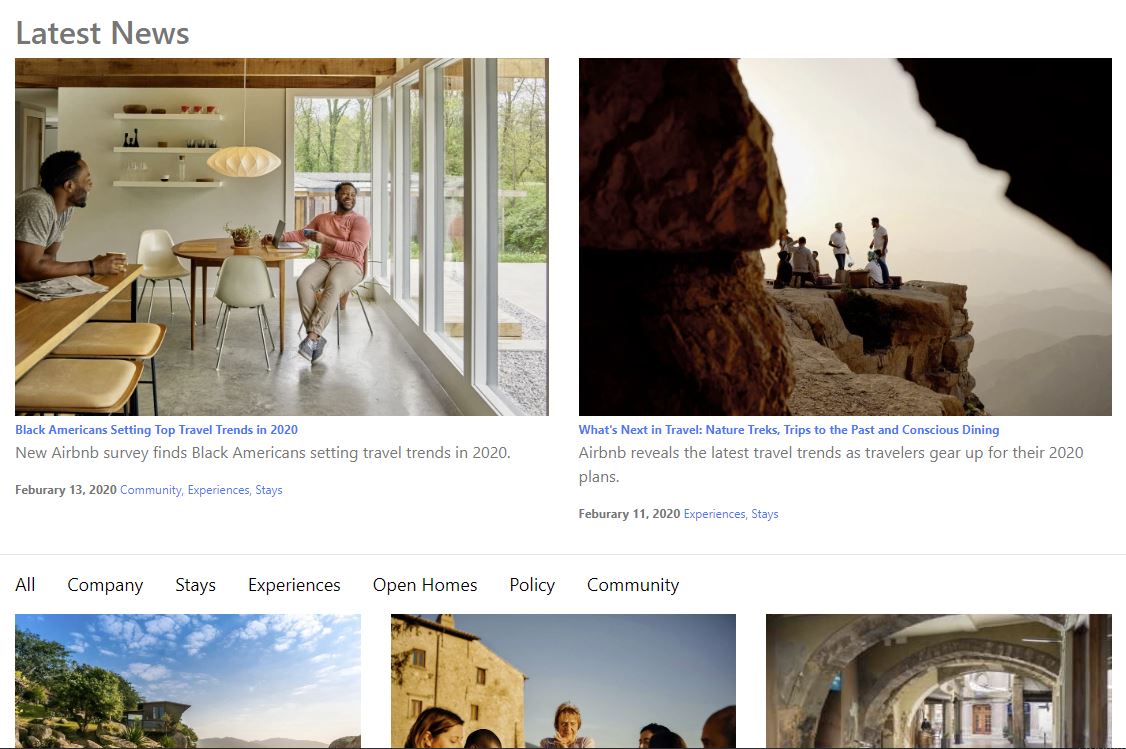 Latest News
Black Americans Setting Top Travel Trends in 2020
New Airbnb survey finds Black Americans setting travel trends in 2020.
Feburary 13, 2020 Community, Experiences, Stays
What's Next in Travel: Nature Treks, Trips to the Past and Conscious Dining
Airbnb reveals the latest travel trends as travelers gear up for their 2020
plans.
Feburary 11, 2020 Experiences, Stays
All Company Stays Experiences Open Homes Policy Community